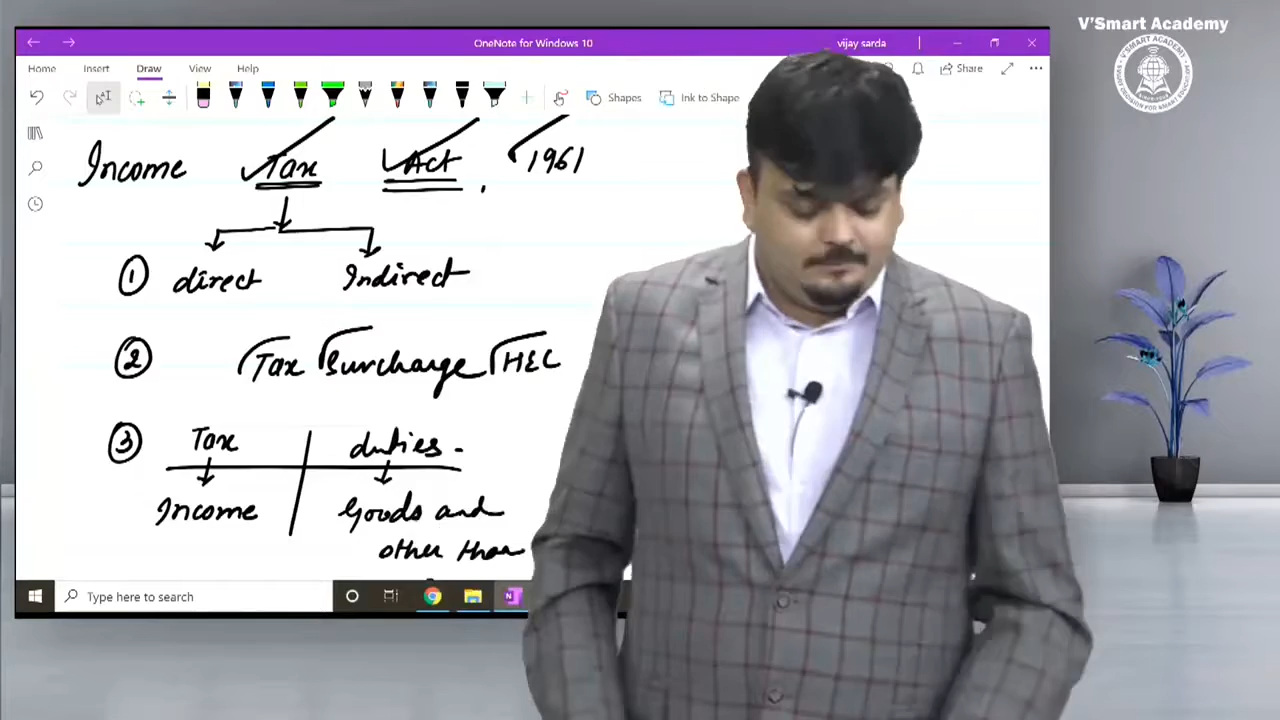 V'Smart Academy
OneNote for Windows 10
vijay sarda
Home Insert Draw View Help
Share
Shapes
Ink to Shape
Income Tax Act, 1961
① direct Indirect
② Tax Surcharge HEC
③ Tax duties.
Income Goods and
other than
Type here to search